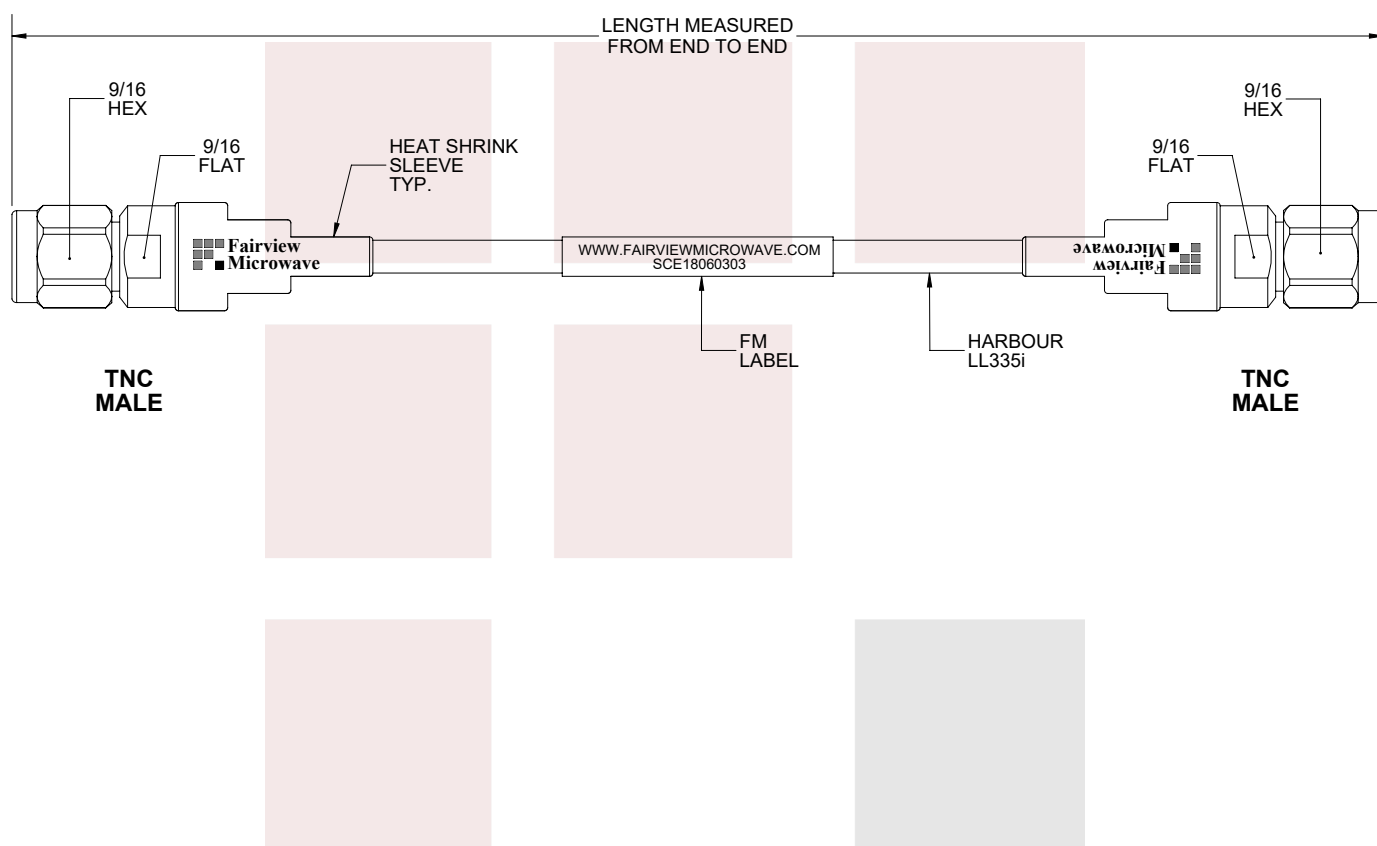 LENGTH MEASURED
FROM END TO END
9/16
HEX
9/16
FLAT
HEAT SHRINK
SLEEVE
TYP.
9/16
FLAT
9/16
HEX
Fairview
Microwave
WWW.FAIRVIEWMICROWAVE.COM
SCE18060303
Fairview
Microwave
FM
LABEL
HARBOUR
LL335i
TNC
MALE
TNC
MALE